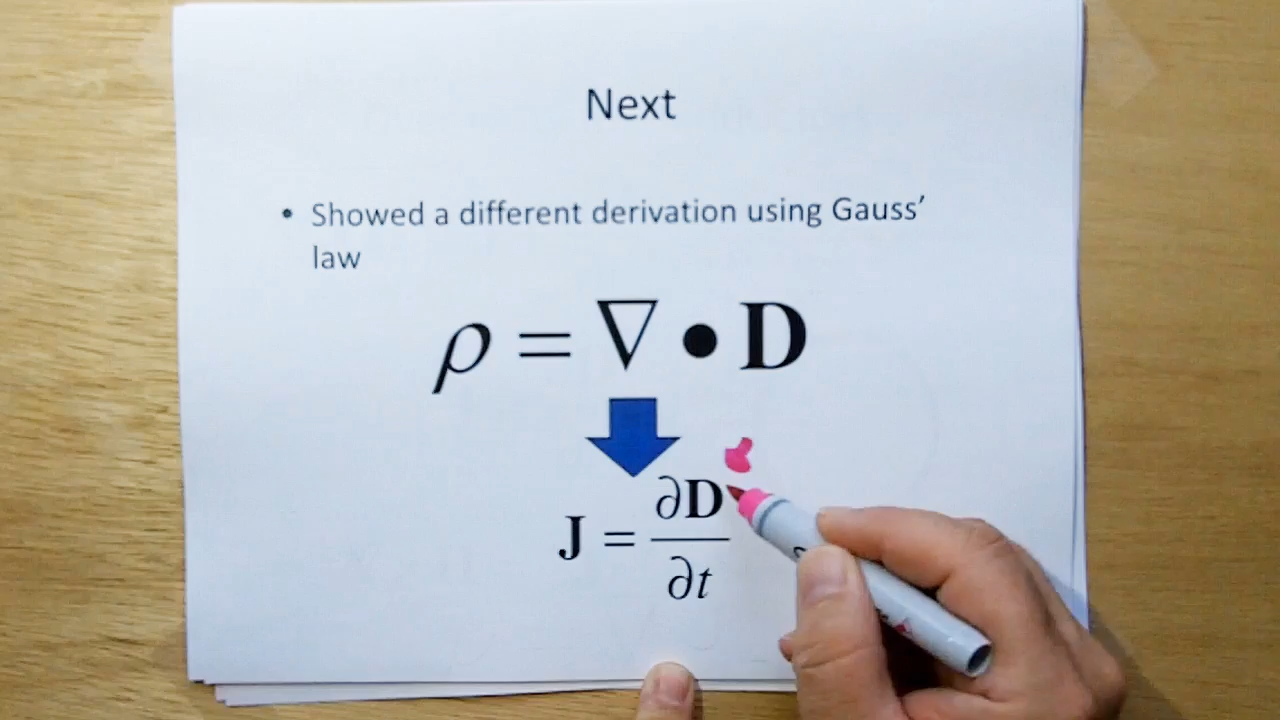 Next
• Showed a different derivation using Gauss’
law
ρ = ∇ • D
J = ∂D/∂t